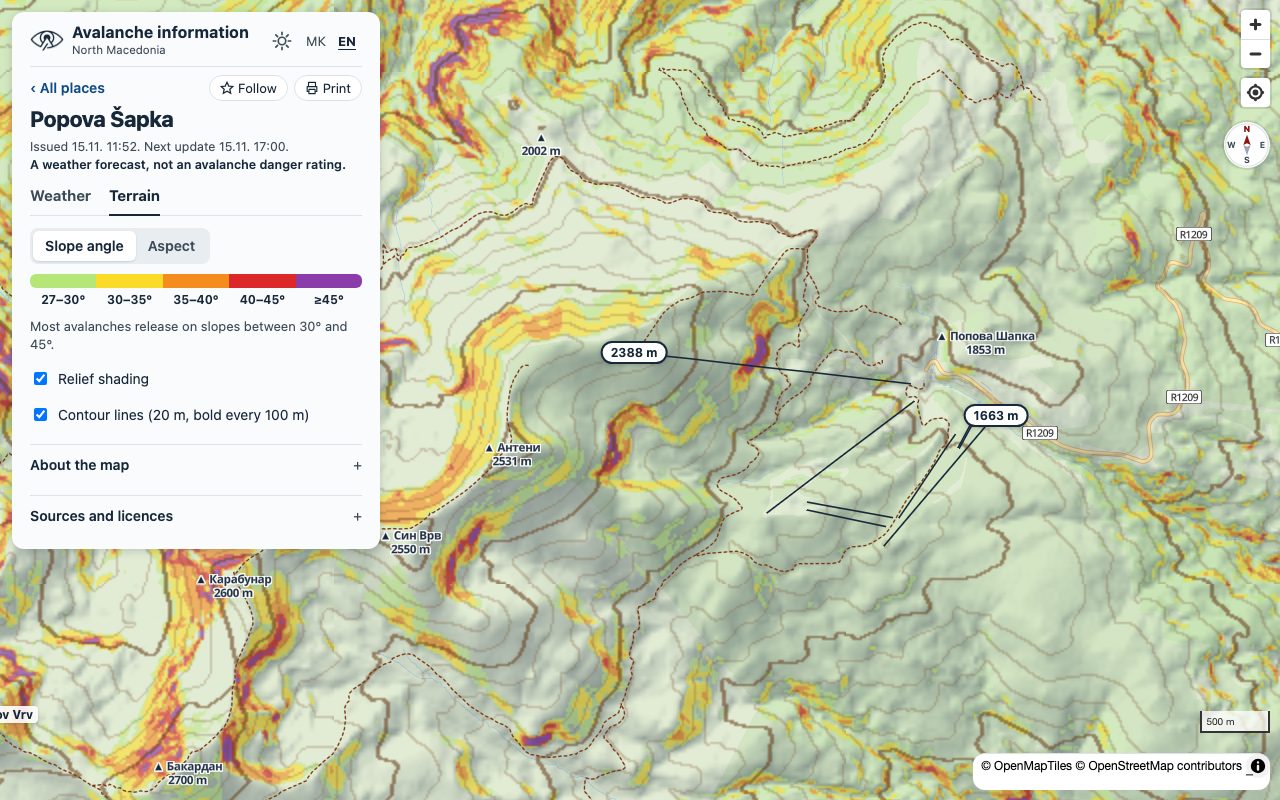 Avalanche information
North Macedonia
MK
EN
‹ All places
Follow
Print
Popova Šapka
Issued 15.11. 11:52. Next update 15.11. 17:00.
A weather forecast, not an avalanche danger rating.
Weather
Terrain
Slope angle
Aspect
27–30°
30–35°
35–40°
40–45°
≥45°
Most avalanches release on slopes between 30° and
45°.
Relief shading
Contour lines (20 m, bold every 100 m)
About the map
+
Sources and licences
+
2002 m
2388 m
Попова Шапка
1853 m
1663 m
R1209
R1209
R1209
R1
Антени
2531 m
Син Врв
2550 m
Карабунар
2600 m
ov Vrv
Бакардан
2700 m
+
−
N
W
E
S
500 m
© OpenMapTiles © OpenStreetMap contributors